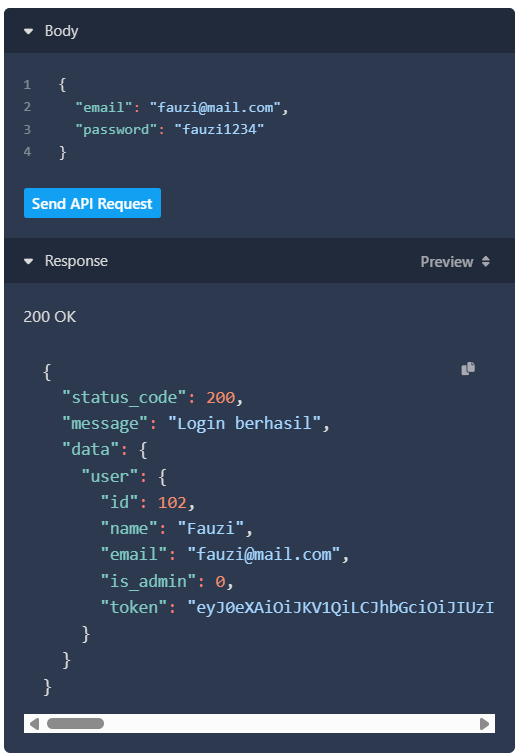 Body
1 {
2 "email": "fauzi@mail.com",
3 "password": "fauzi1234"
4 }
Send API Request
Response Preview
200 OK
{
"status_code": 200,
"message": "Login berhasil",
"data": {
"user": {
"id": 102,
"name": "Fauzi",
"email": "fauzi@mail.com",
"is_admin": 0,
"token": "eyJ0eXAiOiJKV1QiLCJhbGciOiJIUzI
}
}
}